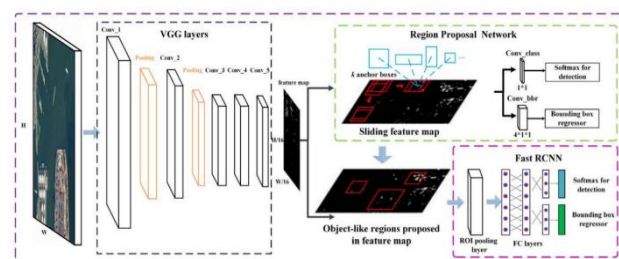 VGG layers
Conv_1
Pooling
Conv_2
Pooling
Conv_3
Conv_4
Conv_5
H
W
feature map
H/16
W/16
Region Proposal Network
k anchor boxes
...
Sliding feature map
Conv_class
1*1
Softmax for
detection
Conv_bbr
4*1*1
Bounding box
regressor
Object-like regions proposed
in feature map
Fast RCNN
ROI pooling
layer
FC layers
Softmax for
detection
Bounding box
regressor